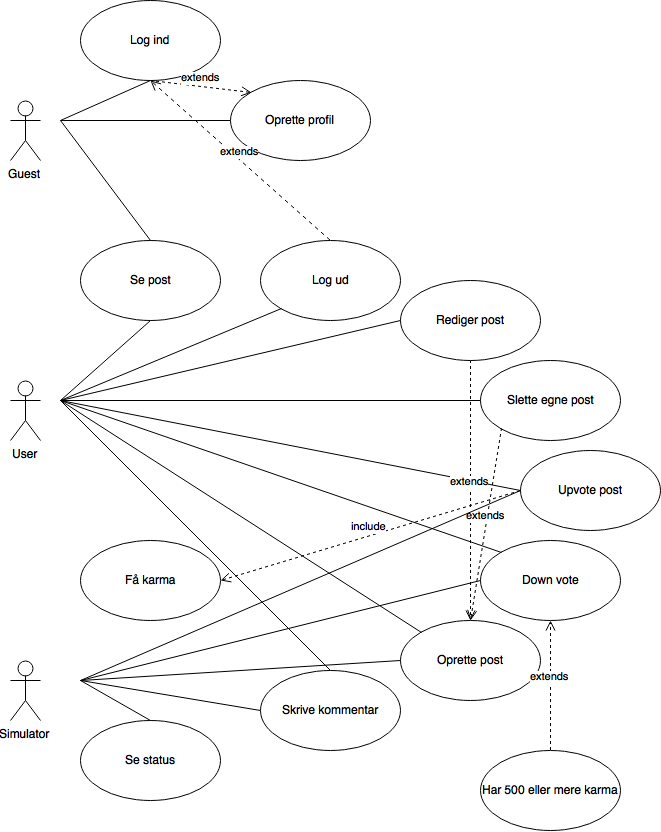 Log ind
extends
Oprette profil
extends
Guest
Se post
Log ud
Rediger post
Slette egne post
User
extends
Upvote post
extends
include
Få karma
Down vote
Oprette post
extends
Skrive kommentar
Simulator
Se status
Har 500 eller mere karma